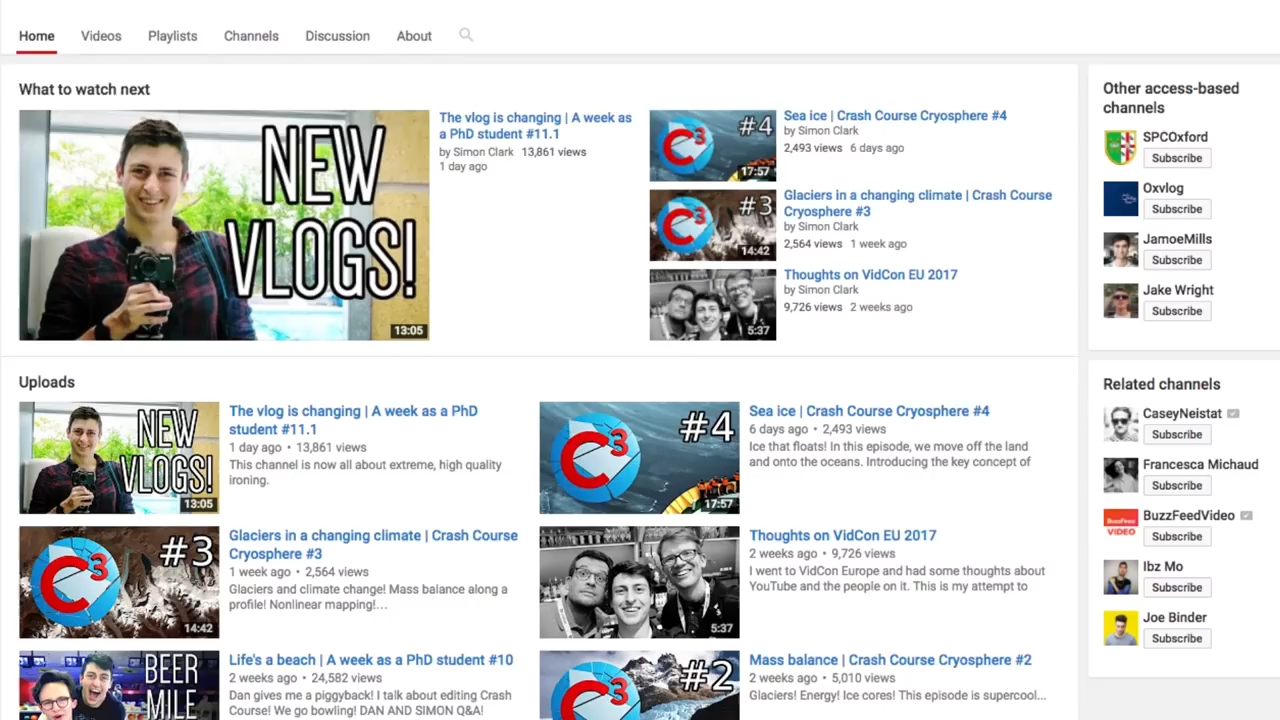 Home Videos Playlists Channels Discussion About
What to watch next
NEW
VLOGS!
13:05
The vlog is changing | A week as
a PhD student #11.1
by Simon Clark 13,861 views
1 day ago
C3
#4
17:57
Sea ice | Crash Course Cryosphere #4
by Simon Clark
2,493 views 6 days ago
C3
#3
14:42
Glaciers in a changing climate | Crash Course
Cryosphere #3
by Simon Clark
2,564 views 1 week ago
5:37
Thoughts on VidCon EU 2017
by Simon Clark
9,726 views 2 weeks ago
Uploads
NEW
VLOGS!
13:05
The vlog is changing | A week as a PhD
student #11.1
1 day ago • 13,861 views
This channel is now all about extreme, high quality
ironing.
C3
#4
17:57
Sea ice | Crash Course Cryosphere #4
6 days ago • 2,493 views
Ice that floats! In this episode, we move off the land
and onto the oceans. Introducing the key concept of
C3
#3
14:42
Glaciers in a changing climate | Crash Course
Cryosphere #3
1 week ago • 2,564 views
Glaciers and climate change! Mass balance along a
profile! Nonlinear mapping!...
5:37
Thoughts on VidCon EU 2017
2 weeks ago • 9,726 views
I went to VidCon Europe and had some thoughts about
YouTube and the people on it. This is my attempt to
BEER
MILE
Life's a beach | A week as a PhD student #10
2 weeks ago • 24,582 views
Dan gives me a piggyback! I talk about editing Crash
Course! We go bowling! DAN AND SIMON Q&A!
#2
Mass balance | Crash Course Cryosphere #2
2 weeks ago • 5,010 views
Glaciers! Energy! Ice cores! This episode is supercool...
Other access-based
channels
SPCOxford
Subscribe
Oxvlog
Subscribe
JamoeMills
Subscribe
Jake Wright
Subscribe
Related channels
CaseyNeistat
Subscribe
Francesca Michaud
Subscribe
BuzzFeed
VIDEO
BuzzFeedVideo
Subscribe
Ibz Mo
Subscribe
Joe Binder
Subscribe